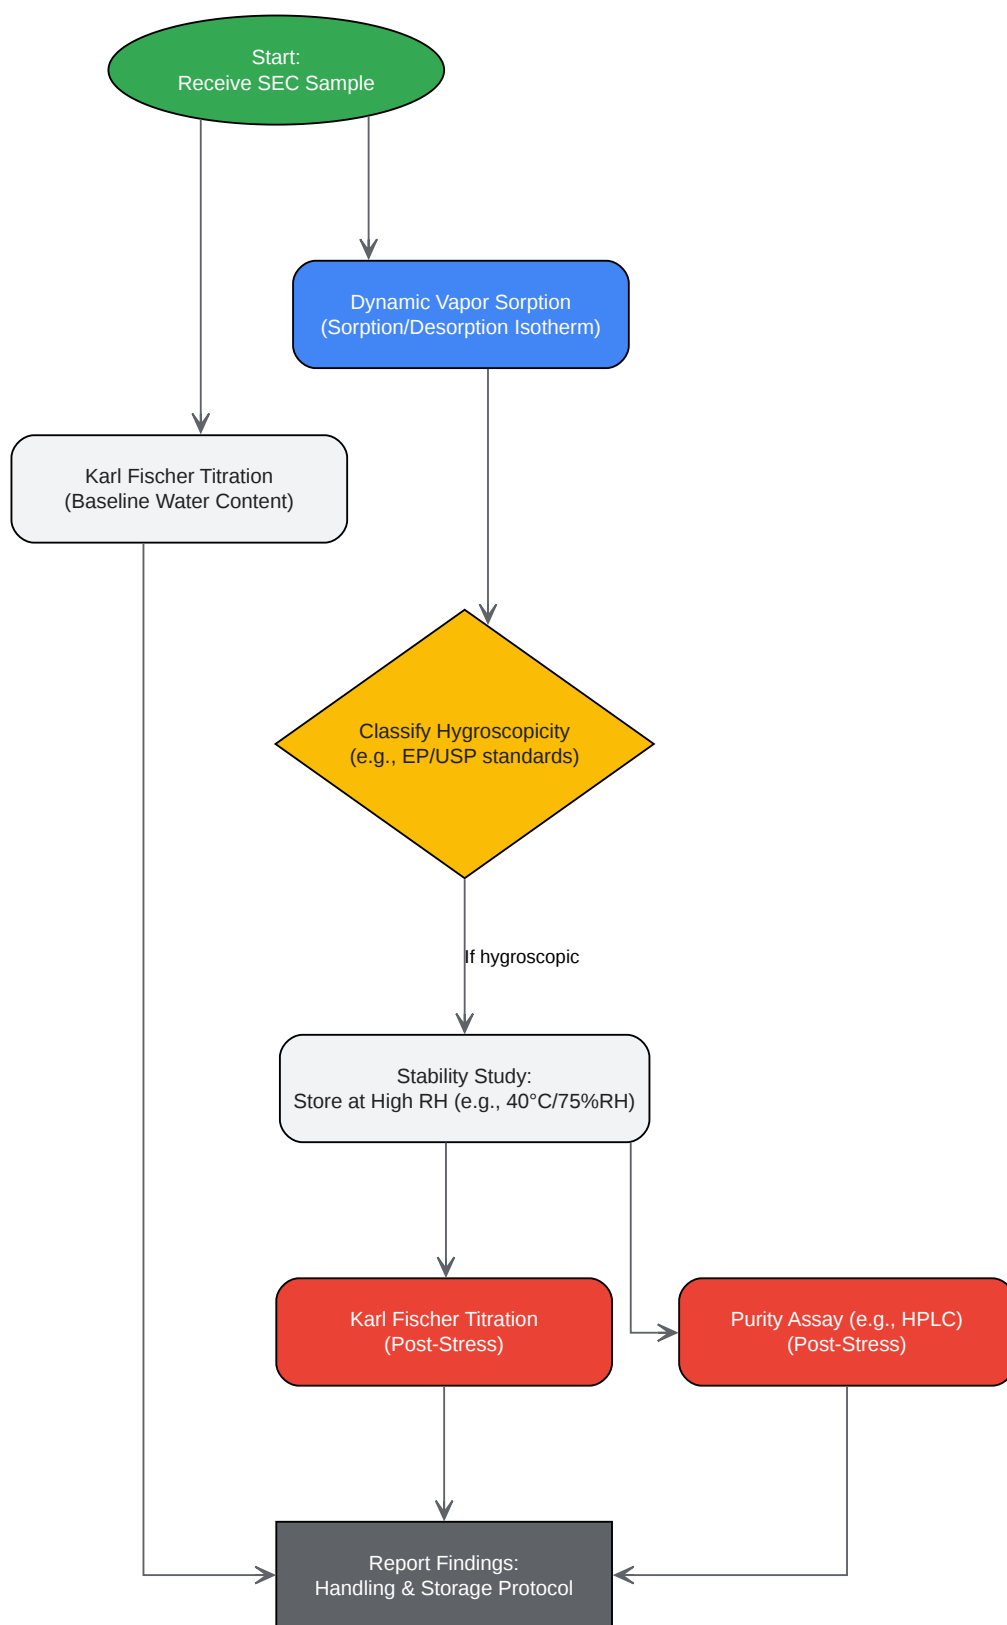 Start:
Receive SEC Sample
Dynamic Vapor Sorption
(Sorption/Desorption Isotherm)
Karl Fischer Titration
(Baseline Water Content)
Classify Hygroscopicity
(e.g., EP/USP standards)
If hygroscopic
Stability Study:
Store at High RH (e.g., 40°C/75%RH)
Karl Fischer Titration
(Post-Stress)
Purity Assay (e.g., HPLC)
(Post-Stress)
Report Findings:
Handling & Storage Protocol